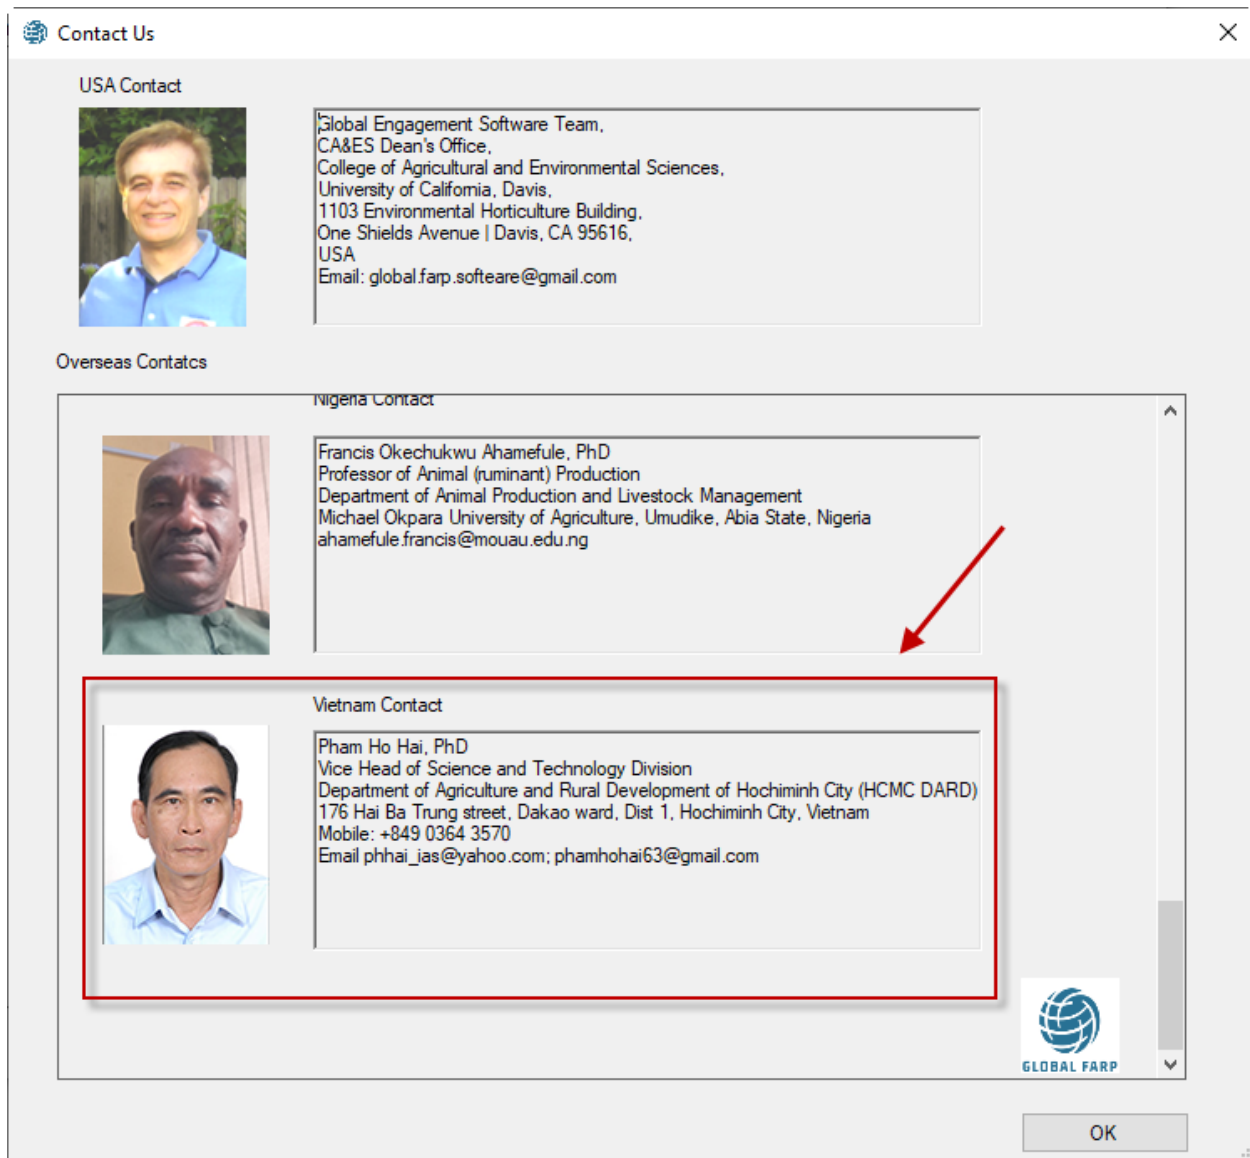 Contact Us
USA Contact
Global Engagement Software Team,
CA&ES Dean's Office,
College of Agricultural and Environmental Sciences,
University of California, Davis,
1103 Environmental Horticulture Building,
One Shields Avenue | Davis, CA 95616,
USA
Email: global.farp.softeare@gmail.com
Overseas Contatcs
Nigeria Contact
Francis Okechukwu Ahamefule, PhD
Professor of Animal (ruminant) Production
Department of Animal Production and Livestock Management
Michael Okpara University of Agriculture, Umudike, Abia State, Nigeria
ahamefule.francis@mouau.edu.ng
Vietnam Contact
Pham Ho Hai, PhD
Vice Head of Science and Technology Division
Department of Agriculture and Rural Development of Hochiminh City (HCMC DARD)
176 Hai Ba Trung street, Dakao ward, Dist 1, Hochiminh City, Vietnam
Mobile: +849 0364 3570
Email phhai_ias@yahoo.com; phamhohai63@gmail.com
GLOBAL FARP
OK